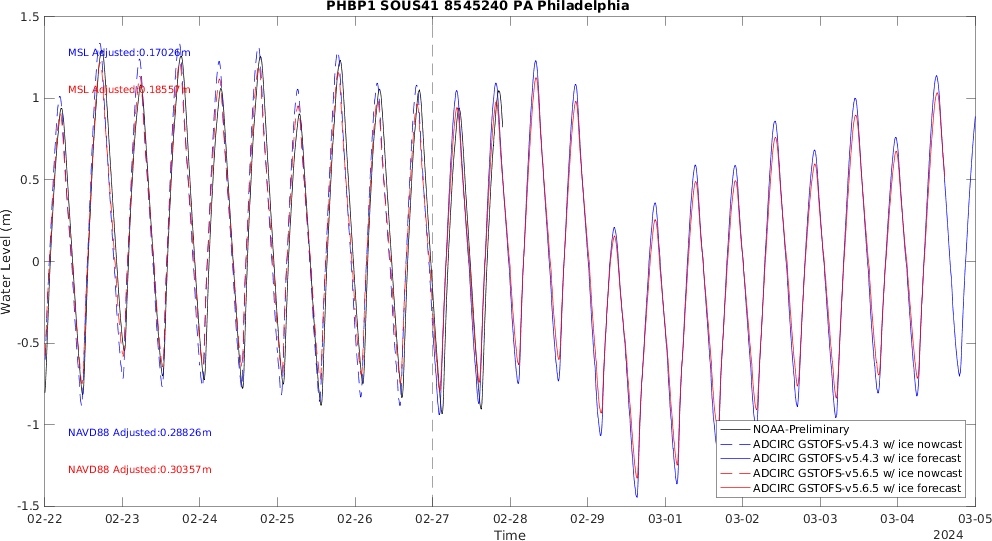 PHBP1 SOUS41 8545240 PA Philadelphia
1.5
1
0.5
0
-0.5
-1
-1.5
Water Level (m)
MSL Adjusted:0.17026m
MSL Adjusted:0.18557m
NAVD88 Adjusted:0.28826m
NAVD88 Adjusted:0.30357m
NOAA-Preliminary
ADCIRC GSTOFS-v5.4.3 w/ ice nowcast
ADCIRC GSTOFS-v5.4.3 w/ ice forecast
ADCIRC GSTOFS-v5.6.5 w/ ice nowcast
ADCIRC GSTOFS-v5.6.5 w/ ice forecast
02-22 02-23 02-24 02-25 02-26 02-27 02-28 02-29 03-01 03-02 03-03 03-04 03-05
Time
2024